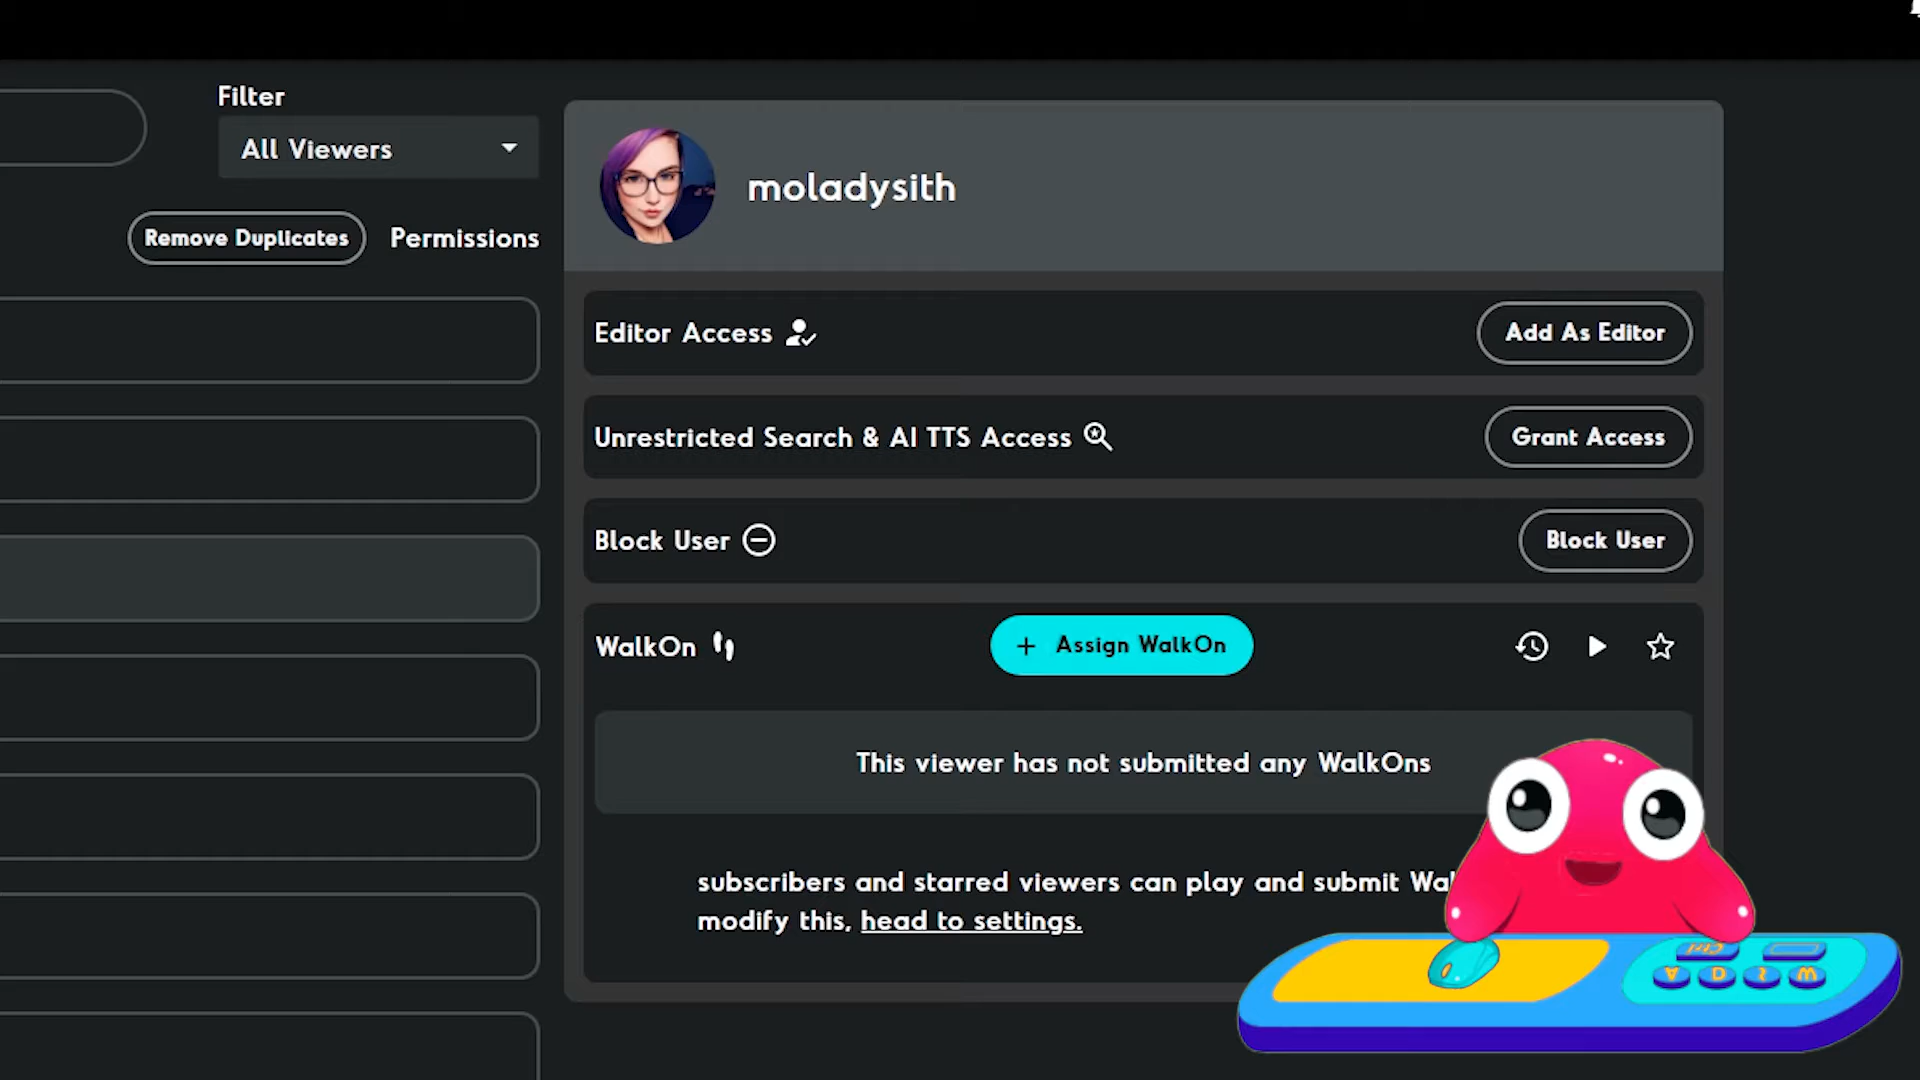 Filter
All Viewers
Remove Duplicates
Permissions
moladysith
Editor Access
Add As Editor
Unrestricted Search & AI TTS Access
Grant Access
Block User
Block User
WalkOn
+ Assign WalkOn
This viewer has not submitted any WalkOns
subscribers and starred viewers can play and submit
modify this, head to settings.
Ctrl
A D S W